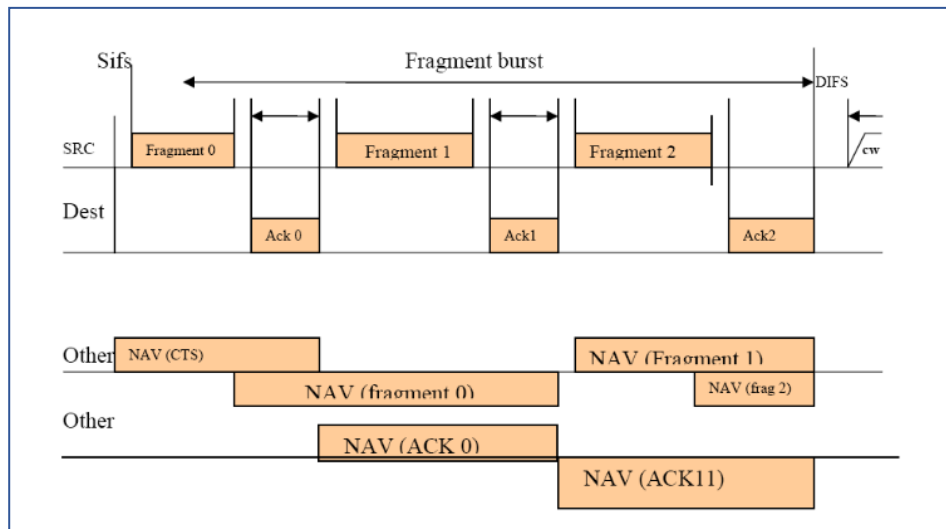 Sifs
Fragment burst
DIFS
SRC
Fragment 0
Fragment 1
Fragment 2
cw
Dest
Ack 0
Ack1
Ack2
Other
NAV (CTS)
NAV (Fragment 1)
NAV (fragment 0)
NAV (frag 2)
Other
NAV (ACK 0)
NAV (ACK11)